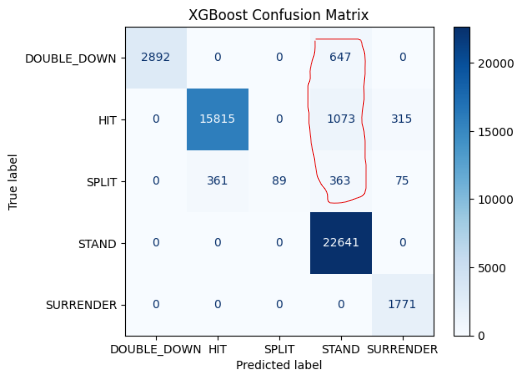 XGBoost Confusion Matrix
DOUBLE_DOWN 2892 0 0 647 0
HIT 0 15815 0 1073 315
SPLIT 0 361 89 363 75
STAND 0 0 0 22641 0
SURRENDER 0 0 0 0 1771
DOUBLE_DOWN HIT SPLIT STAND SURRENDER
Predicted label
True label
20000
15000
10000
5000
0